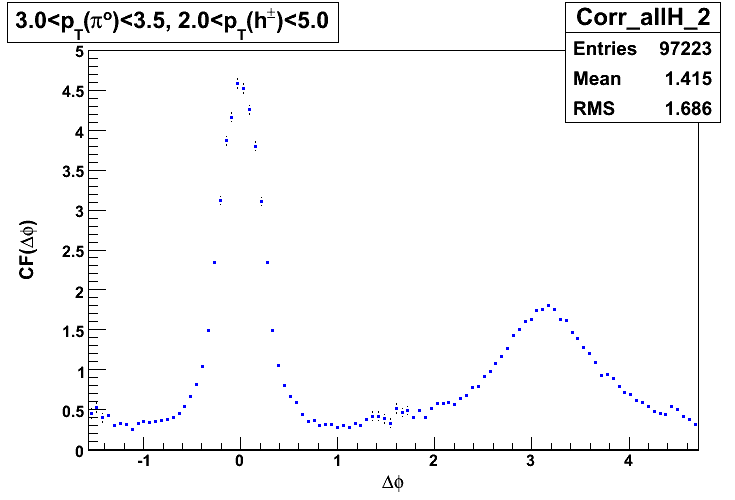 3.0<p_T(π⁰)<3.5, 2.0<p_T(h^±)<5.0
Corr_allH_2
Entries 97223
Mean 1.415
RMS 1.686
5
4.5
4
3.5
3
2.5
2
1.5
1
0.5
0
CF(Δϕ)
-1 0 1 2 3 4
Δϕ